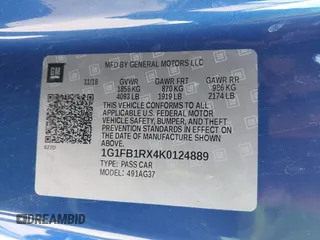 GM
MFD BY GENERAL MOTORS LLC
11/18 GVWR GAWR FRT GAWR RR
1856 KG 870 KG 986 KG
4093 LB 1919 LB 2174 LB
THIS VEHICLE CONFORMS TO ALL
APPLICABLE U.S. FEDERAL MOTOR
VEHICLE SAFETY, BUMPER, AND THEFT
PREVENTION STANDARDS IN EFFECT ON
THE DATE OF MANUFACTURE SHOWN ABOVE.
1G1FB1RX4K0124889
TYPE: PASS CAR
MODEL: 491AG37
DREAMBID